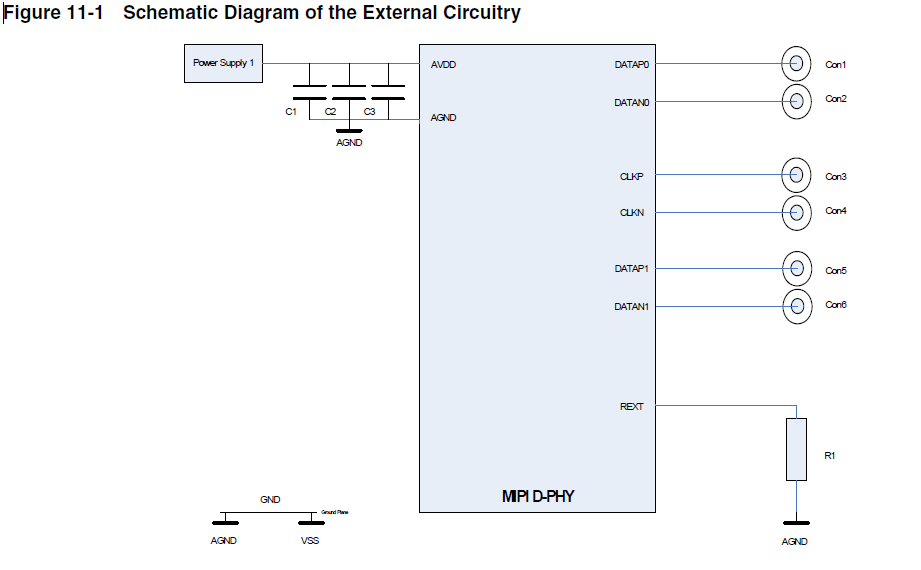 Figure 11-1 Schematic Diagram of the External Circuitry
Power Supply 1
AVDD
DATAP0
Con1
DATAN0
Con2
C1
C2
C3
AGND
AGND
CLKP
Con3
CLKN
Con4
DATAP1
Con5
DATAN1
Con6
REXT
R1
MIPI D-PHY
GND
Ground Plane
AGND
VSS
AGND